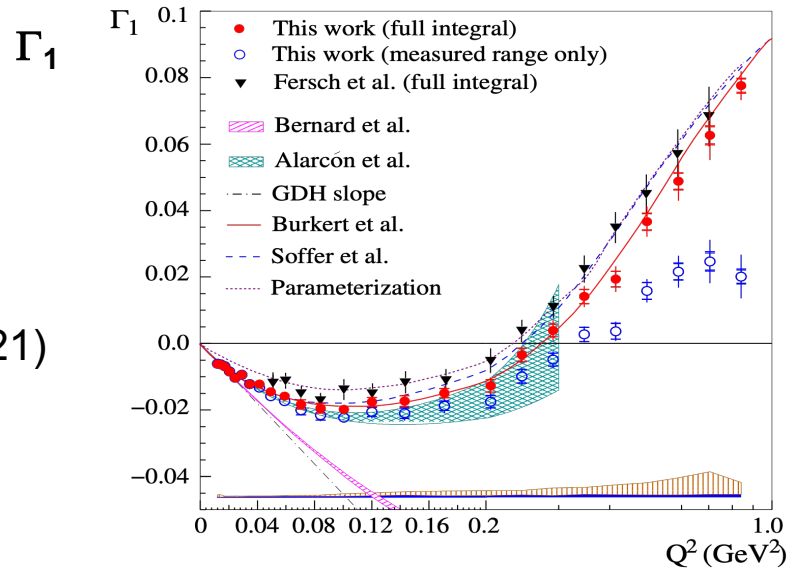 Γ₁
Γ₁
0.1
0.08
0.06
0.04
0.02
0.0
-0.02
-0.04
This work (full integral)
This work (measured range only)
Fersch et al. (full integral)
Bernard et al.
Alarcón et al.
GDH slope
Burkert et al.
Soffer et al.
Parameterization
21)
0 0.04 0.08 0.12 0.16 0.2 1.0
Q² (GeV²)